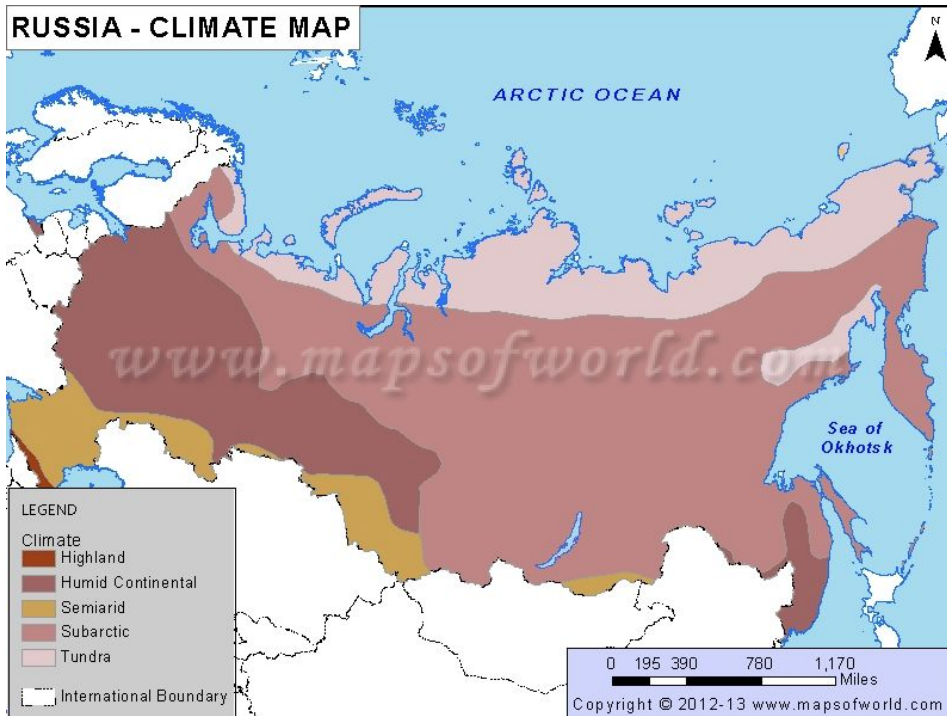 RUSSIA - CLIMATE MAP
N
ARCTIC OCEAN
www.mapsofworld.com
Sea of
Okhotsk
LEGEND
Climate
Highland
Humid Continental
Semiarid
Subarctic
Tundra
International Boundary
0 195 390 780 1,170
Miles
Copyright © 2012-13 www.mapsofworld.com